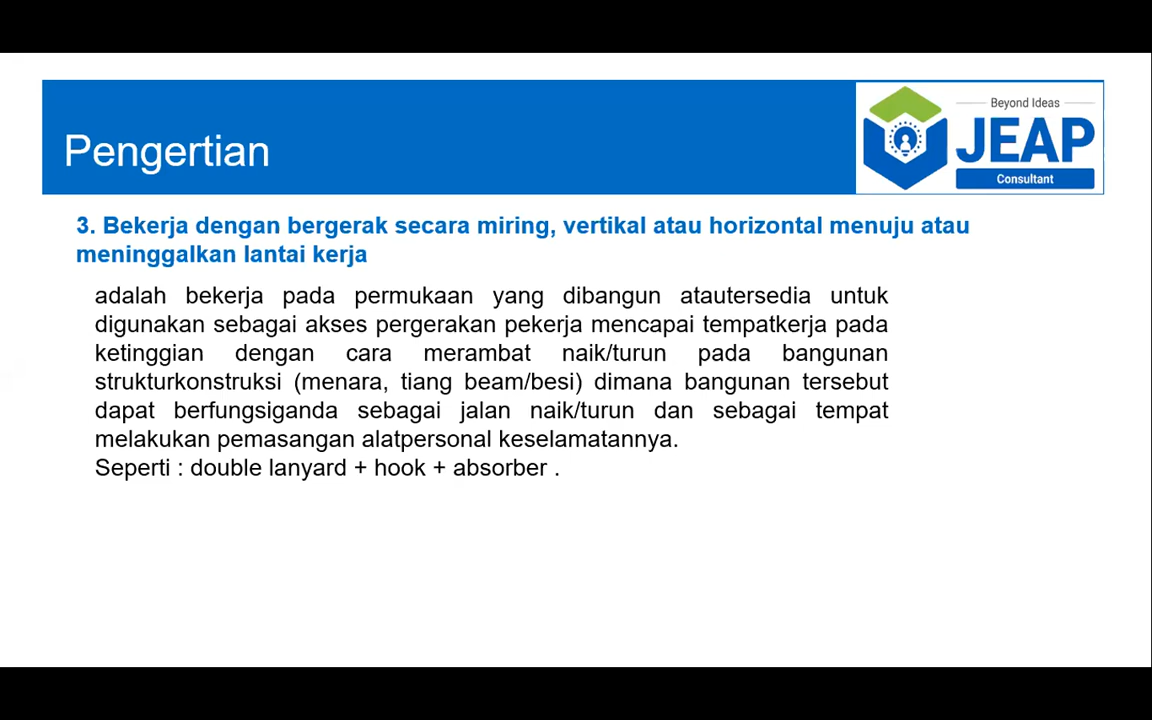 Pengertian
Beyond Ideas
JEAP
Consultant
3. Bekerja dengan bergerak secara miring, vertikal atau horizontal menuju atau
meninggalkan lantai kerja
adalah bekerja pada permukaan yang dibangun atautersedia untuk
digunakan sebagai akses pergerakan pekerja mencapai tempatkerja pada
ketinggian dengan cara merambat naik/turun pada bangunan
strukturkonstruksi (menara, tiang beam/besi) dimana bangunan tersebut
dapat berfungsiganda sebagai jalan naik/turun dan sebagai tempat
melakukan pemasangan alatpersonal keselamatannya.
Seperti : double lanyard + hook + absorber .